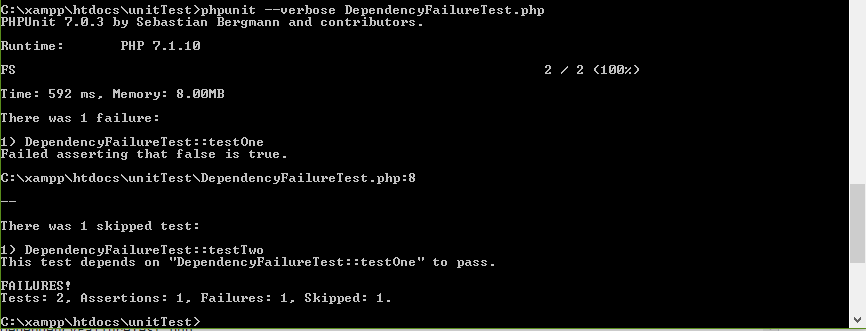 C:\xampp\htdocs\unitTest>phpunit --verbose DependencyFailureTest.php
PHPUnit 7.0.3 by Sebastian Bergmann and contributors.
Runtime:       PHP 7.1.10
FS                                                                  2 / 2 (100%)
Time: 592 ms, Memory: 8.00MB
There was 1 failure:
1) DependencyFailureTest::testOne
Failed asserting that false is true.
C:\xampp\htdocs\unitTest\DependencyFailureTest.php:8
--
There was 1 skipped test:
1) DependencyFailureTest::testTwo
This test depends on "DependencyFailureTest::testOne" to pass.
FAILURES!
Tests: 2, Assertions: 1, Failures: 1, Skipped: 1.
C:\xampp\htdocs\unitTest>